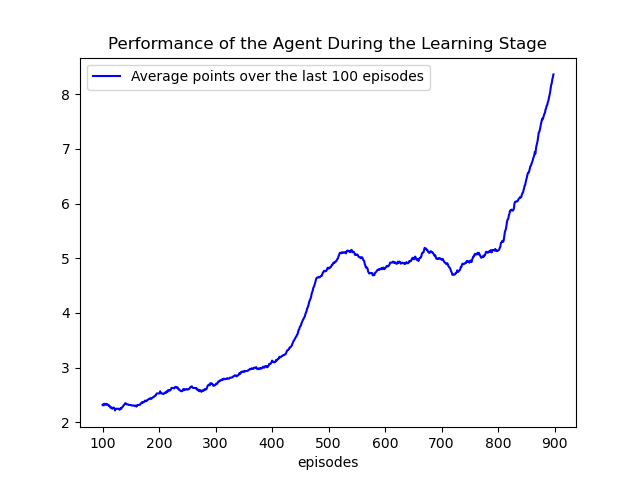 Performance of the Agent During the Learning Stage
Average points over the last 100 episodes
8
7
6
5
4
3
2
100 200 300 400 500 600 700 800 900
episodes